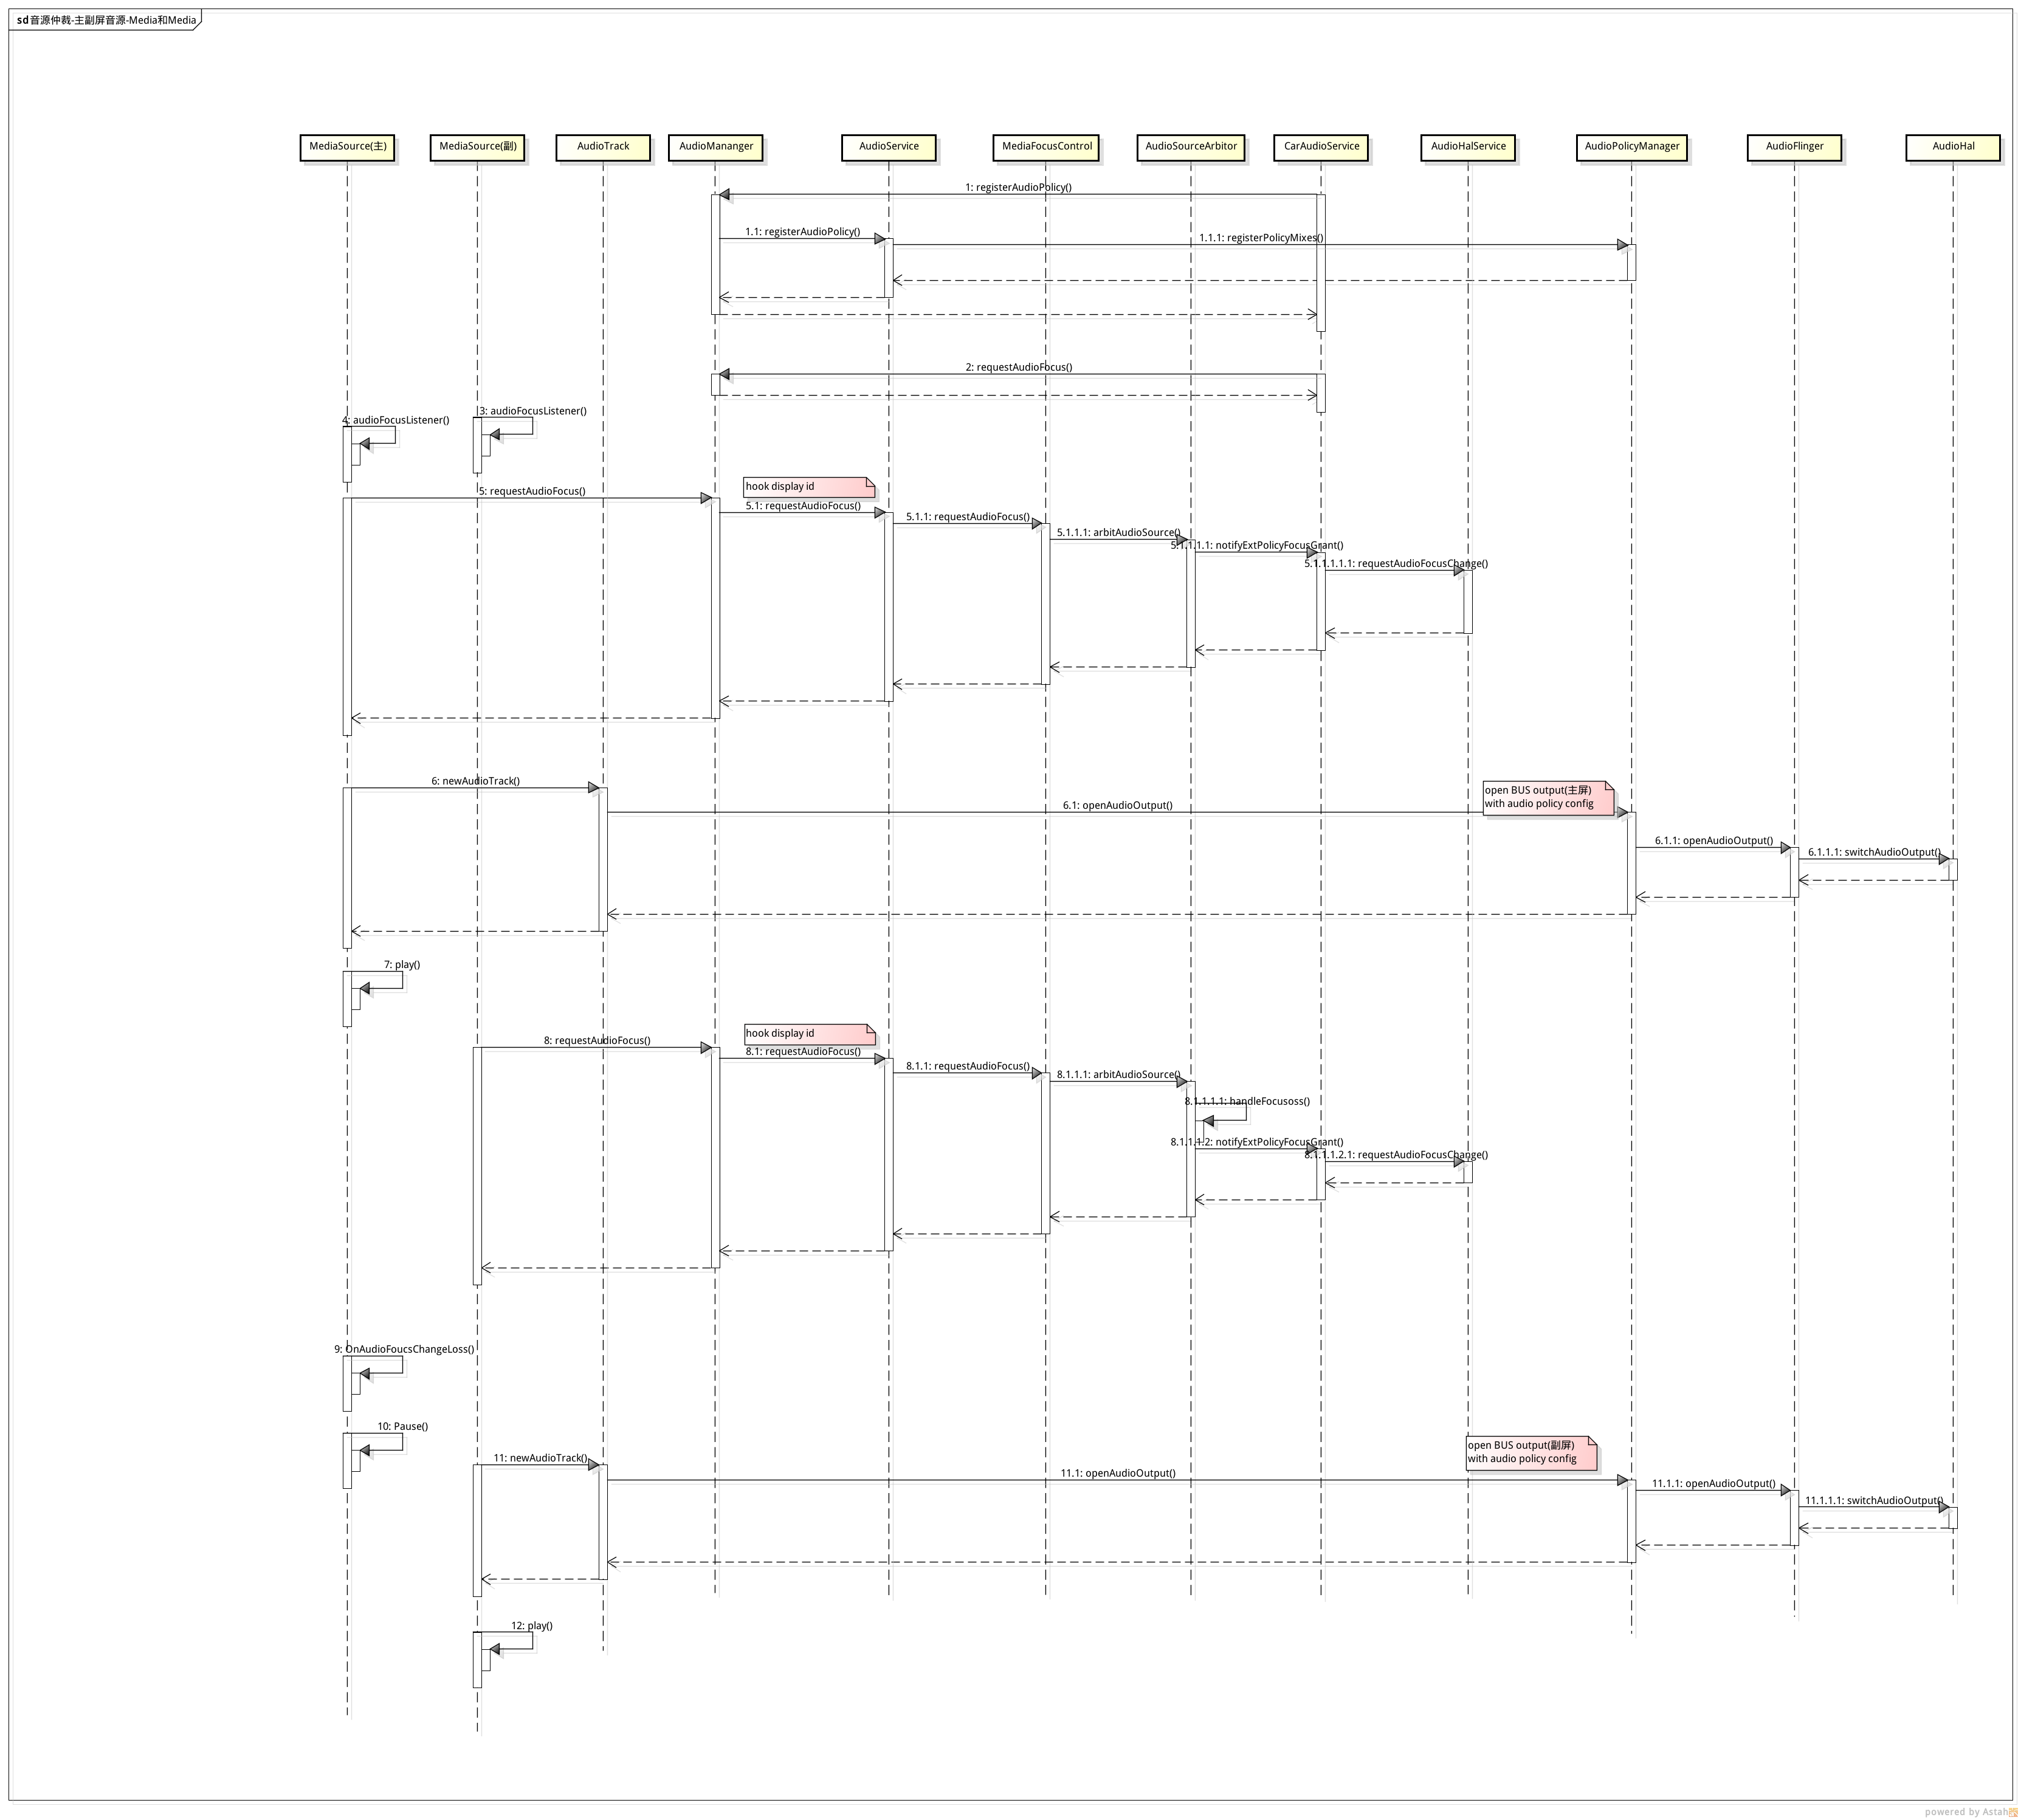 sd 音源仲裁-主副屏音源-Media和Media
MediaSource(主)
MediaSource(副)
AudioTrack
AudioMananger
AudioService
MediaFocusControl
AudioSourceArbitor
CarAudioService
AudioHalService
AudioPolicyManager
AudioFlinger
AudioHal
1: registerAudioPolicy()
1.1: registerAudioPolicy()
1.1.1: registerPolicyMixes()
2: requestAudioFocus()
3: audioFocusListener()
4: audioFocusListener()
hook display id
5: requestAudioFocus()
5.1: requestAudioFocus()
5.1.1: requestAudioFocus()
5.1.1.1: arbitAudioSource()
5.1.1.1.1: notifyExtPolicyFocusGrant()
5.1.1.1.1.1: requestAudioFocusChange()
6: newAudioTrack()
open BUS output(主屏)
with audio policy config
6.1: openAudioOutput()
6.1.1: openAudioOutput()
6.1.1.1: switchAudioOutput()
7: play()
hook display id
8: requestAudioFocus()
8.1: requestAudioFocus()
8.1.1: requestAudioFocus()
8.1.1.1: arbitAudioSource()
8.1.1.1.1: handleFocusoss()
8.1.1.1.2: notifyExtPolicyFocusGrant()
8.1.1.1.2.1: requestAudioFocusChange()
9: OnAudioFoucsChangeLoss()
10: Pause()
open BUS output(副屏)
with audio policy config
11: newAudioTrack()
11.1: openAudioOutput()
11.1.1: openAudioOutput()
11.1.1.1: switchAudioOutput()
12: play()
powered by Astah